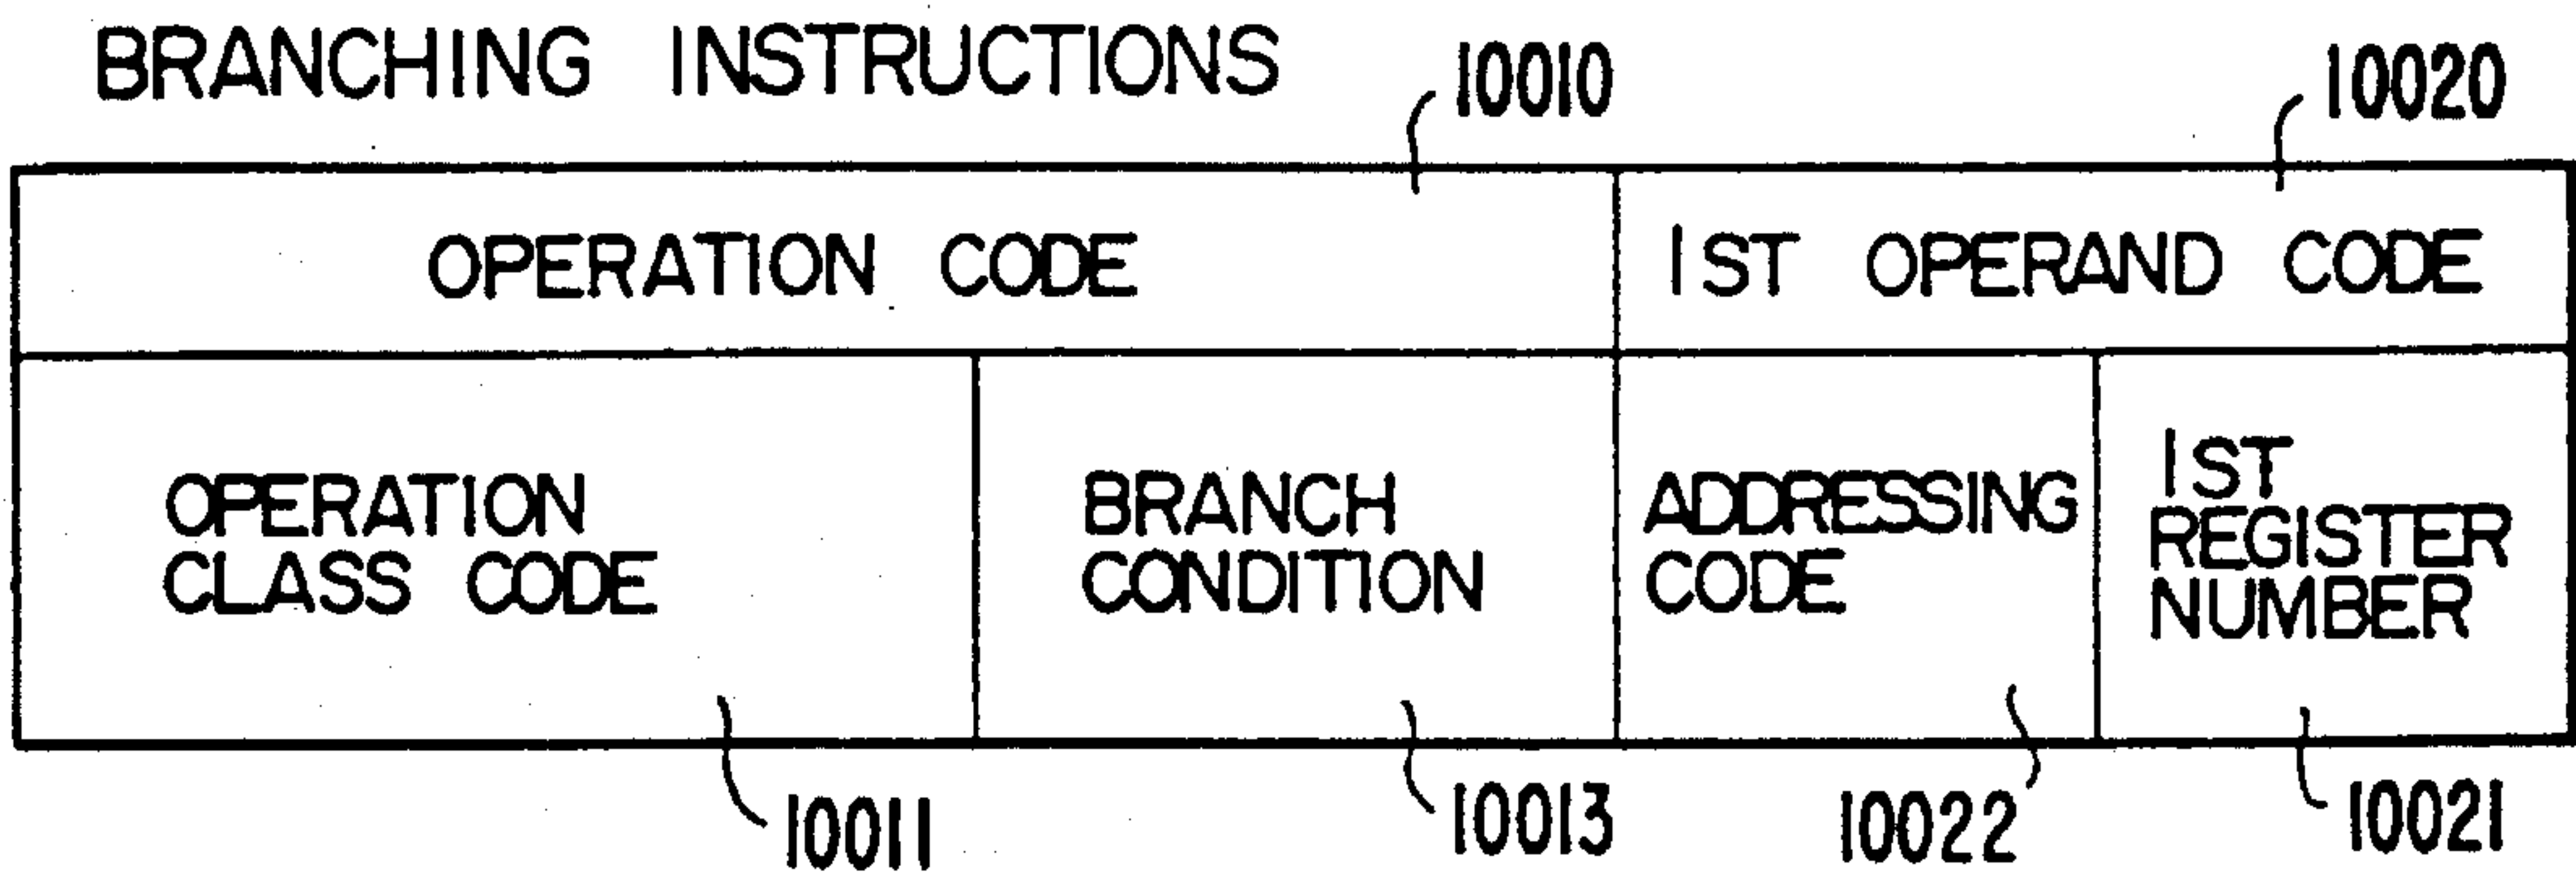 BRANCHING INSTRUCTIONS
10010
10020
OPERATION CODE
1ST OPERAND CODE
OPERATION
CLASS CODE
BRANCH
CONDITION
ADDRESSING
CODE
1ST
REGISTER
NUMBER
10011
10013
10022
10021